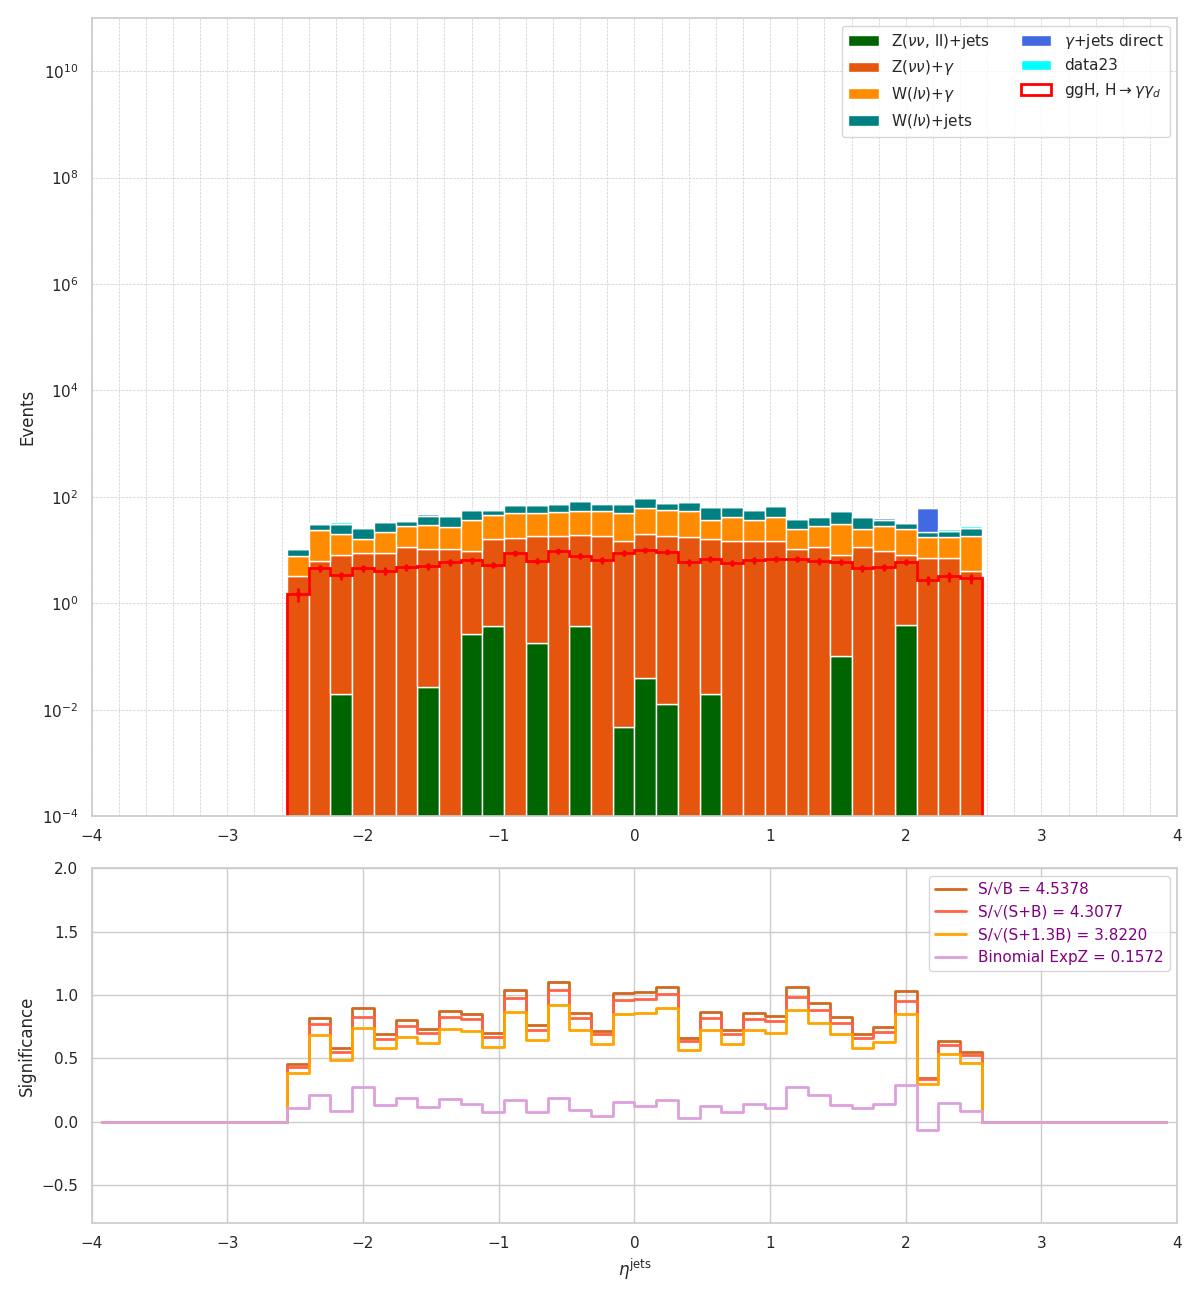 Z(νν, ll)+jets
Z(νν)+γ
W(lν)+γ
W(lν)+jets
γ+jets direct
data23
ggH, H→γγ_d
Events
10^10
10^8
10^6
10^4
10^2
10^0
10^−2
10^−4
−4 −3 −2 −1 0 1 2 3 4
S/√B = 4.5378
S/√(S+B) = 4.3077
S/√(S+1.3B) = 3.8220
Binomial ExpZ = 0.1572
Significance
2.0
1.5
1.0
0.5
0.0
−0.5
−4 −3 −2 −1 0 1 2 3 4
η^jets